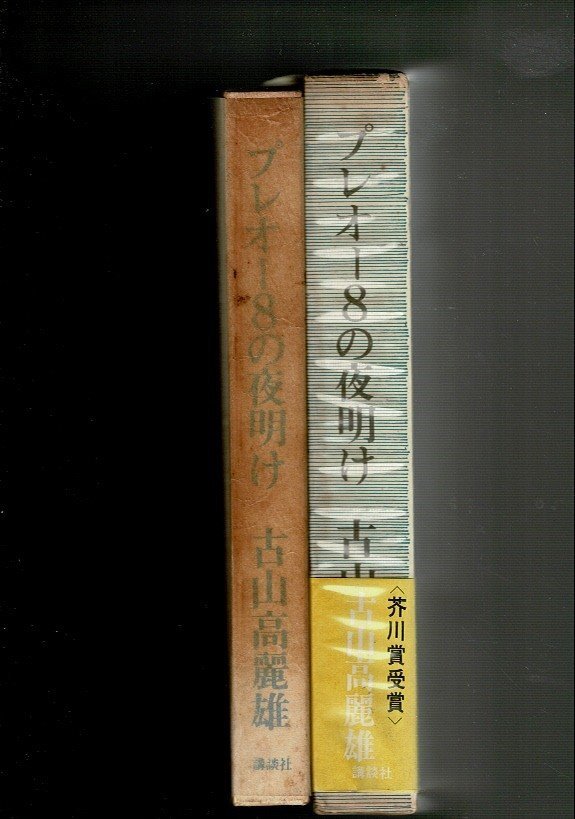 プレオー8の夜明け 古山高麗雄
講談社
プレオー8の夜明け 古山
古山高麗雄
〈芥川賞受賞〉
講談社